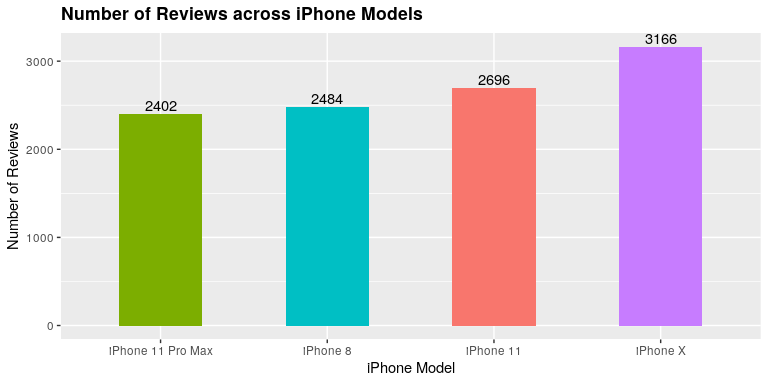 Number of Reviews across iPhone Models
Number of Reviews
3000
2000
1000
0
2402
2484
2696
3166
iPhone 11 Pro Max
iPhone 8
iPhone 11
iPhone X
iPhone Model